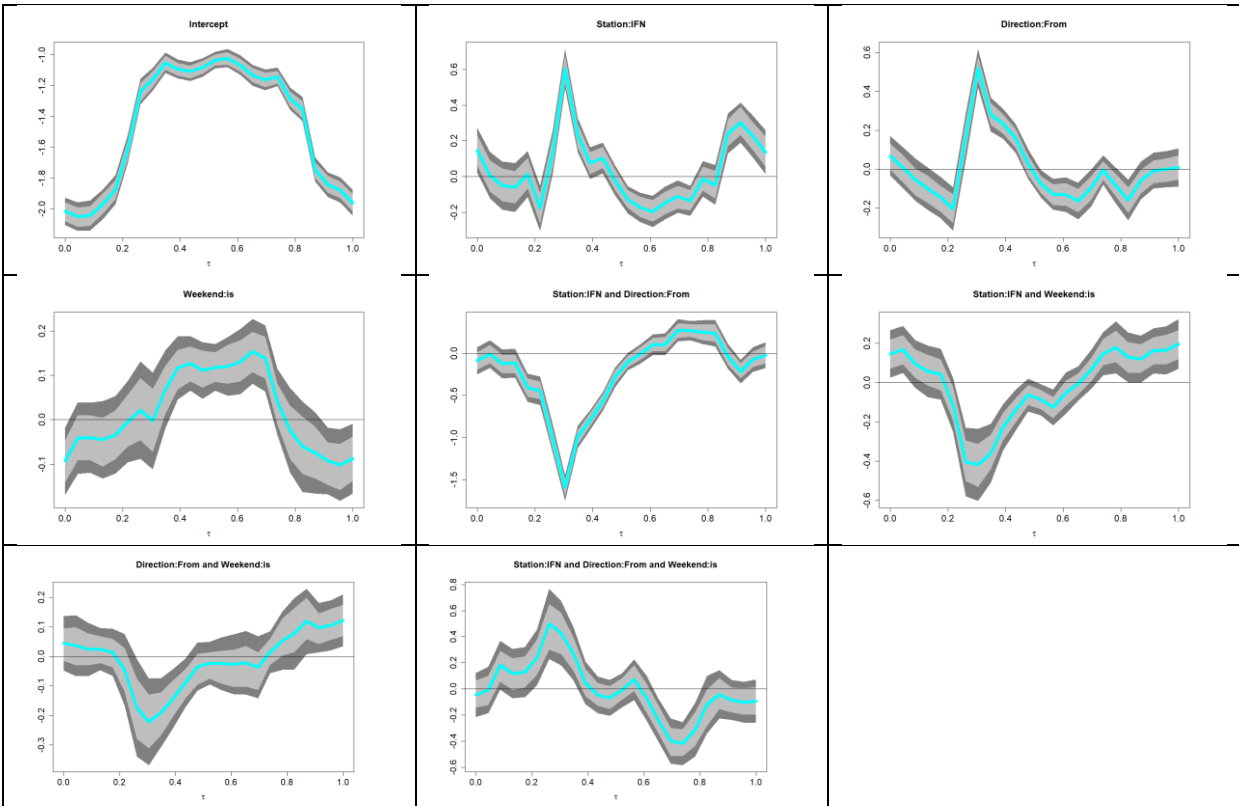 Intercept
-1.0
-1.2
-1.4
-1.6
-1.8
-2.0
0.0 0.2 0.4 0.6 0.8 1.0
τ
Station:IFN
0.6
0.4
0.2
0.0
-0.2
0.0 0.2 0.4 0.6 0.8 1.0
τ
Direction:From
0.6
0.4
0.2
0.0
-0.2
0.0 0.2 0.4 0.6 0.8 1.0
τ
Weekend:is
0.2
0.1
0.0
-0.1
0.0 0.2 0.4 0.6 0.8 1.0
τ
Station:IFN and Direction:From
0.0
-0.5
-1.0
-1.5
0.0 0.2 0.4 0.6 0.8 1.0
τ
Station:IFN and Weekend:is
0.2
0.0
-0.2
-0.4
-0.6
0.0 0.2 0.4 0.6 0.8 1.0
τ
Direction:From and Weekend:is
0.2
0.1
0.0
-0.1
-0.2
-0.3
0.0 0.2 0.4 0.6 0.8 1.0
τ
Station:IFN and Direction:From and Weekend:is
0.8
0.6
0.4
0.2
0.0
-0.2
-0.4
-0.6
0.0 0.2 0.4 0.6 0.8 1.0
τ